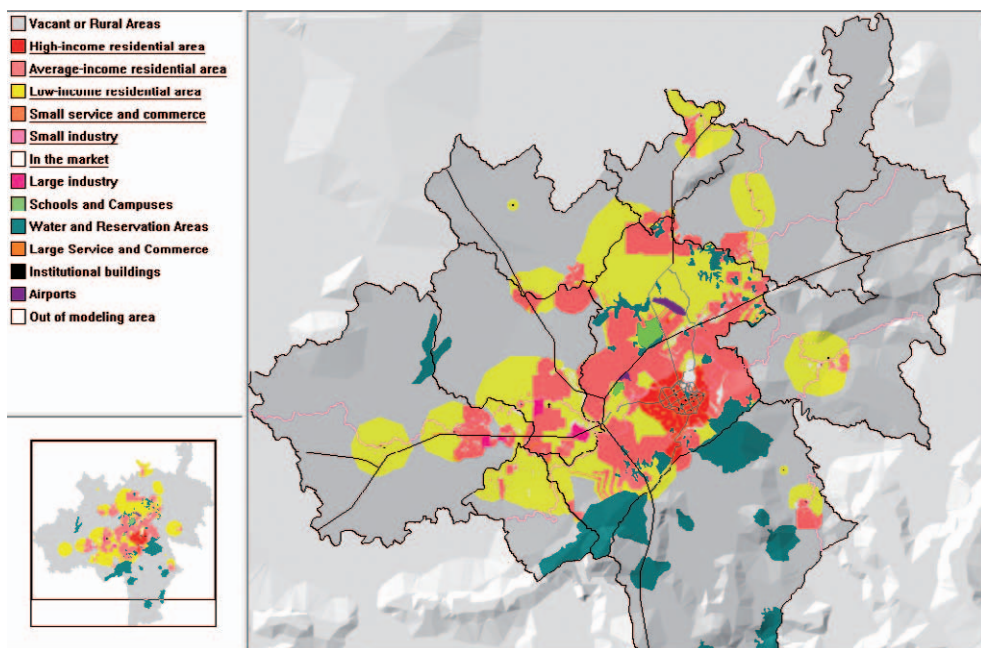 Vacant or Rural Areas
High-income residential area
Average-income residential area
Low-income residential area
Small service and commerce
Small industry
In the market
Large industry
Schools and Campuses
Water and Reservation Areas
Large Service and Commerce
Institutional buildings
Airports
Out of modeling area